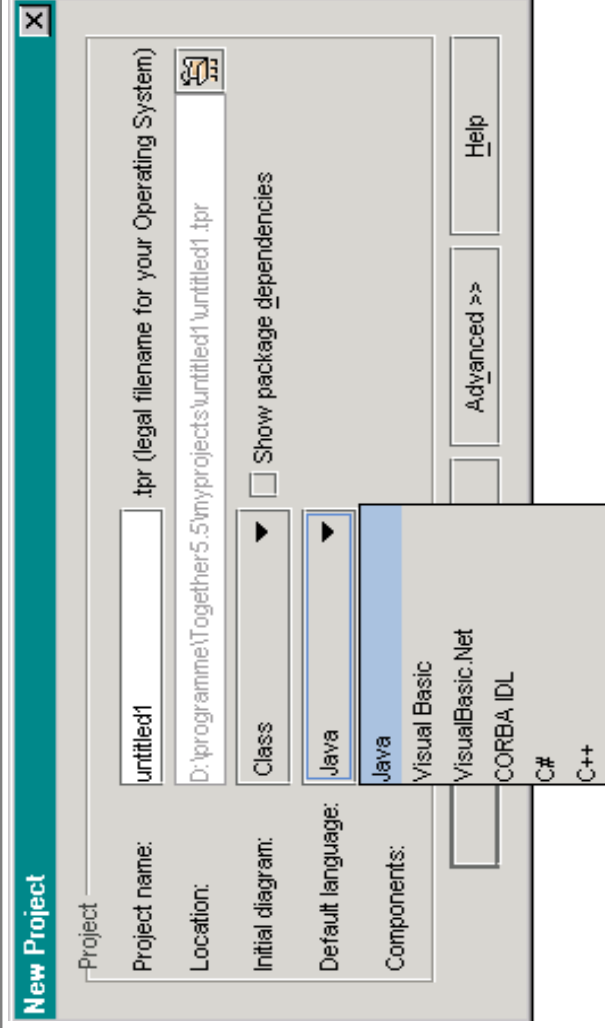 New Project
Project
Project name: untitled1 .tpr (legal filename for your Operating System)
Location: D:\programme\Together5.5\myprojects\untitled1\untitled1.tpr
Initial diagram: Class Show package dependencies
Default language: Java
Components: Java
Visual Basic
VisualBasic.Net
CORBA IDL
C#
C++
Advanced >> Help